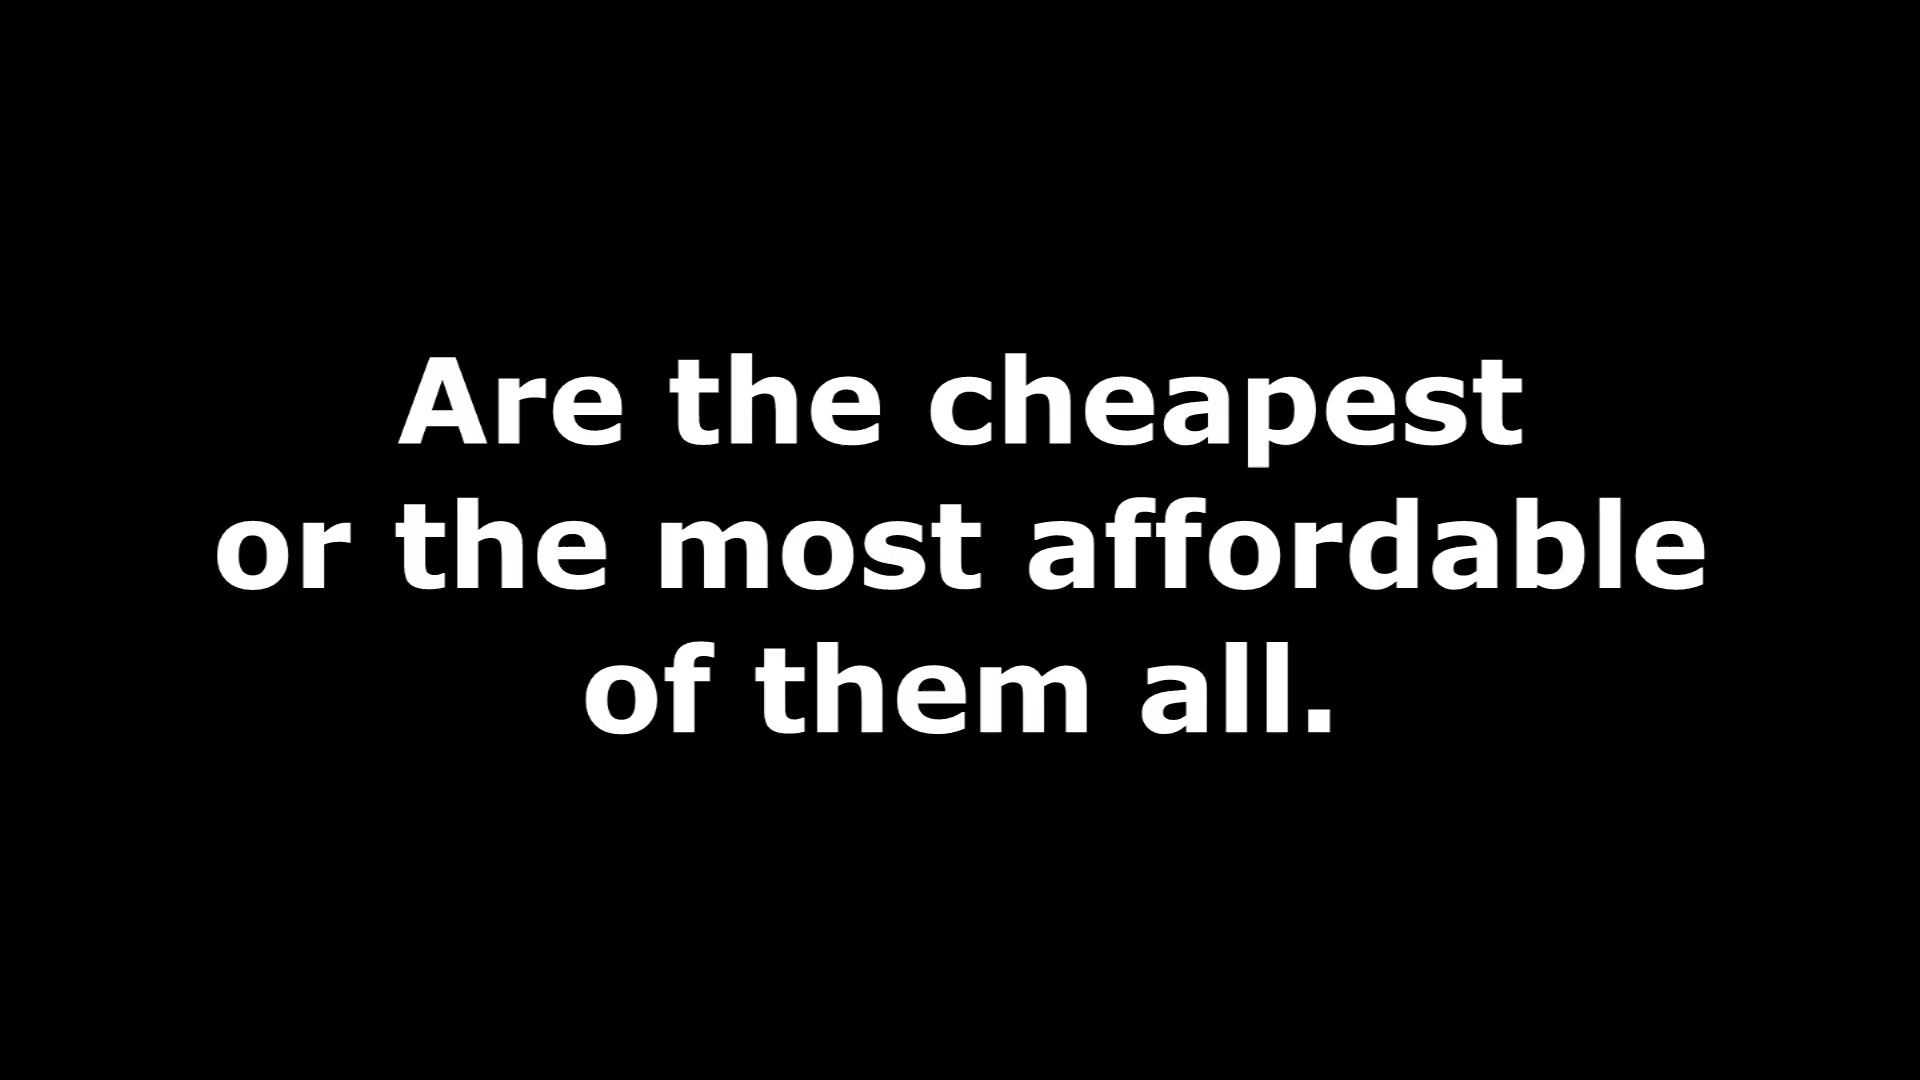 Are the cheapest
or the most affordable
of them all.